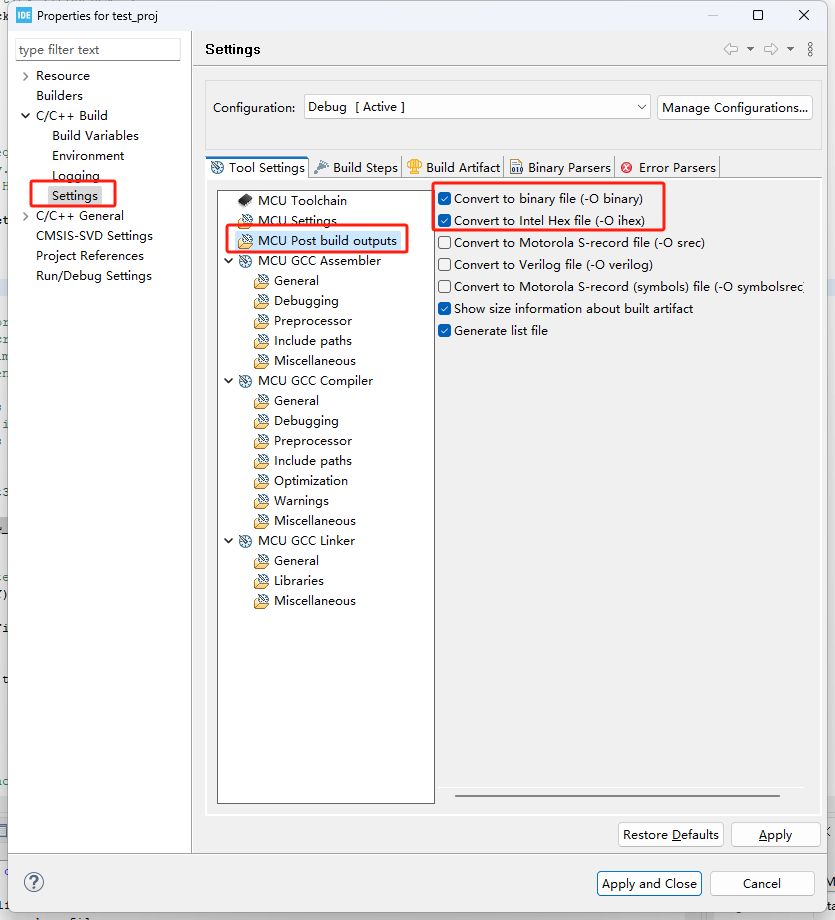 IDE Properties for test_proj
type filter text
Resource
Builders
C/C++ Build
Build Variables
Environment
Logging
Settings
C/C++ General
CMSIS-SVD Settings
Project References
Run/Debug Settings
Settings
Configuration: Debug [ Active ] Manage Configurations...
Tool Settings Build Steps Build Artifact Binary Parsers Error Parsers
MCU Toolchain
MCU Settings
MCU Post build outputs
MCU GCC Assembler
General
Debugging
Preprocessor
Include paths
Miscellaneous
MCU GCC Compiler
General
Debugging
Preprocessor
Include paths
Optimization
Warnings
Miscellaneous
MCU GCC Linker
General
Libraries
Miscellaneous
Convert to binary file (-O binary)
Convert to Intel Hex file (-O ihex)
Convert to Motorola S-record file (-O srec)
Convert to Verilog file (-O verilog)
Convert to Motorola S-record (symbols) file (-O symbolsrec
Show size information about built artifact
Generate list file
Restore Defaults Apply
Apply and Close Cancel